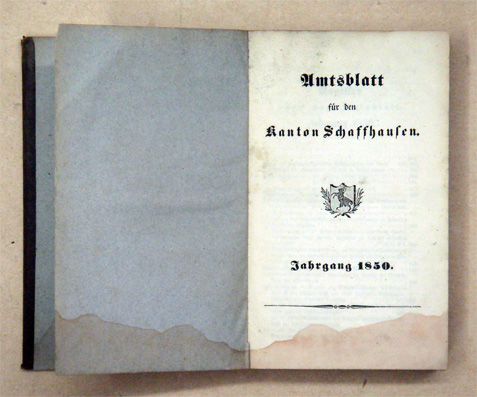 Amtsblatt
für den
Kanton Schaffhausen.
Jahrgang 1850.